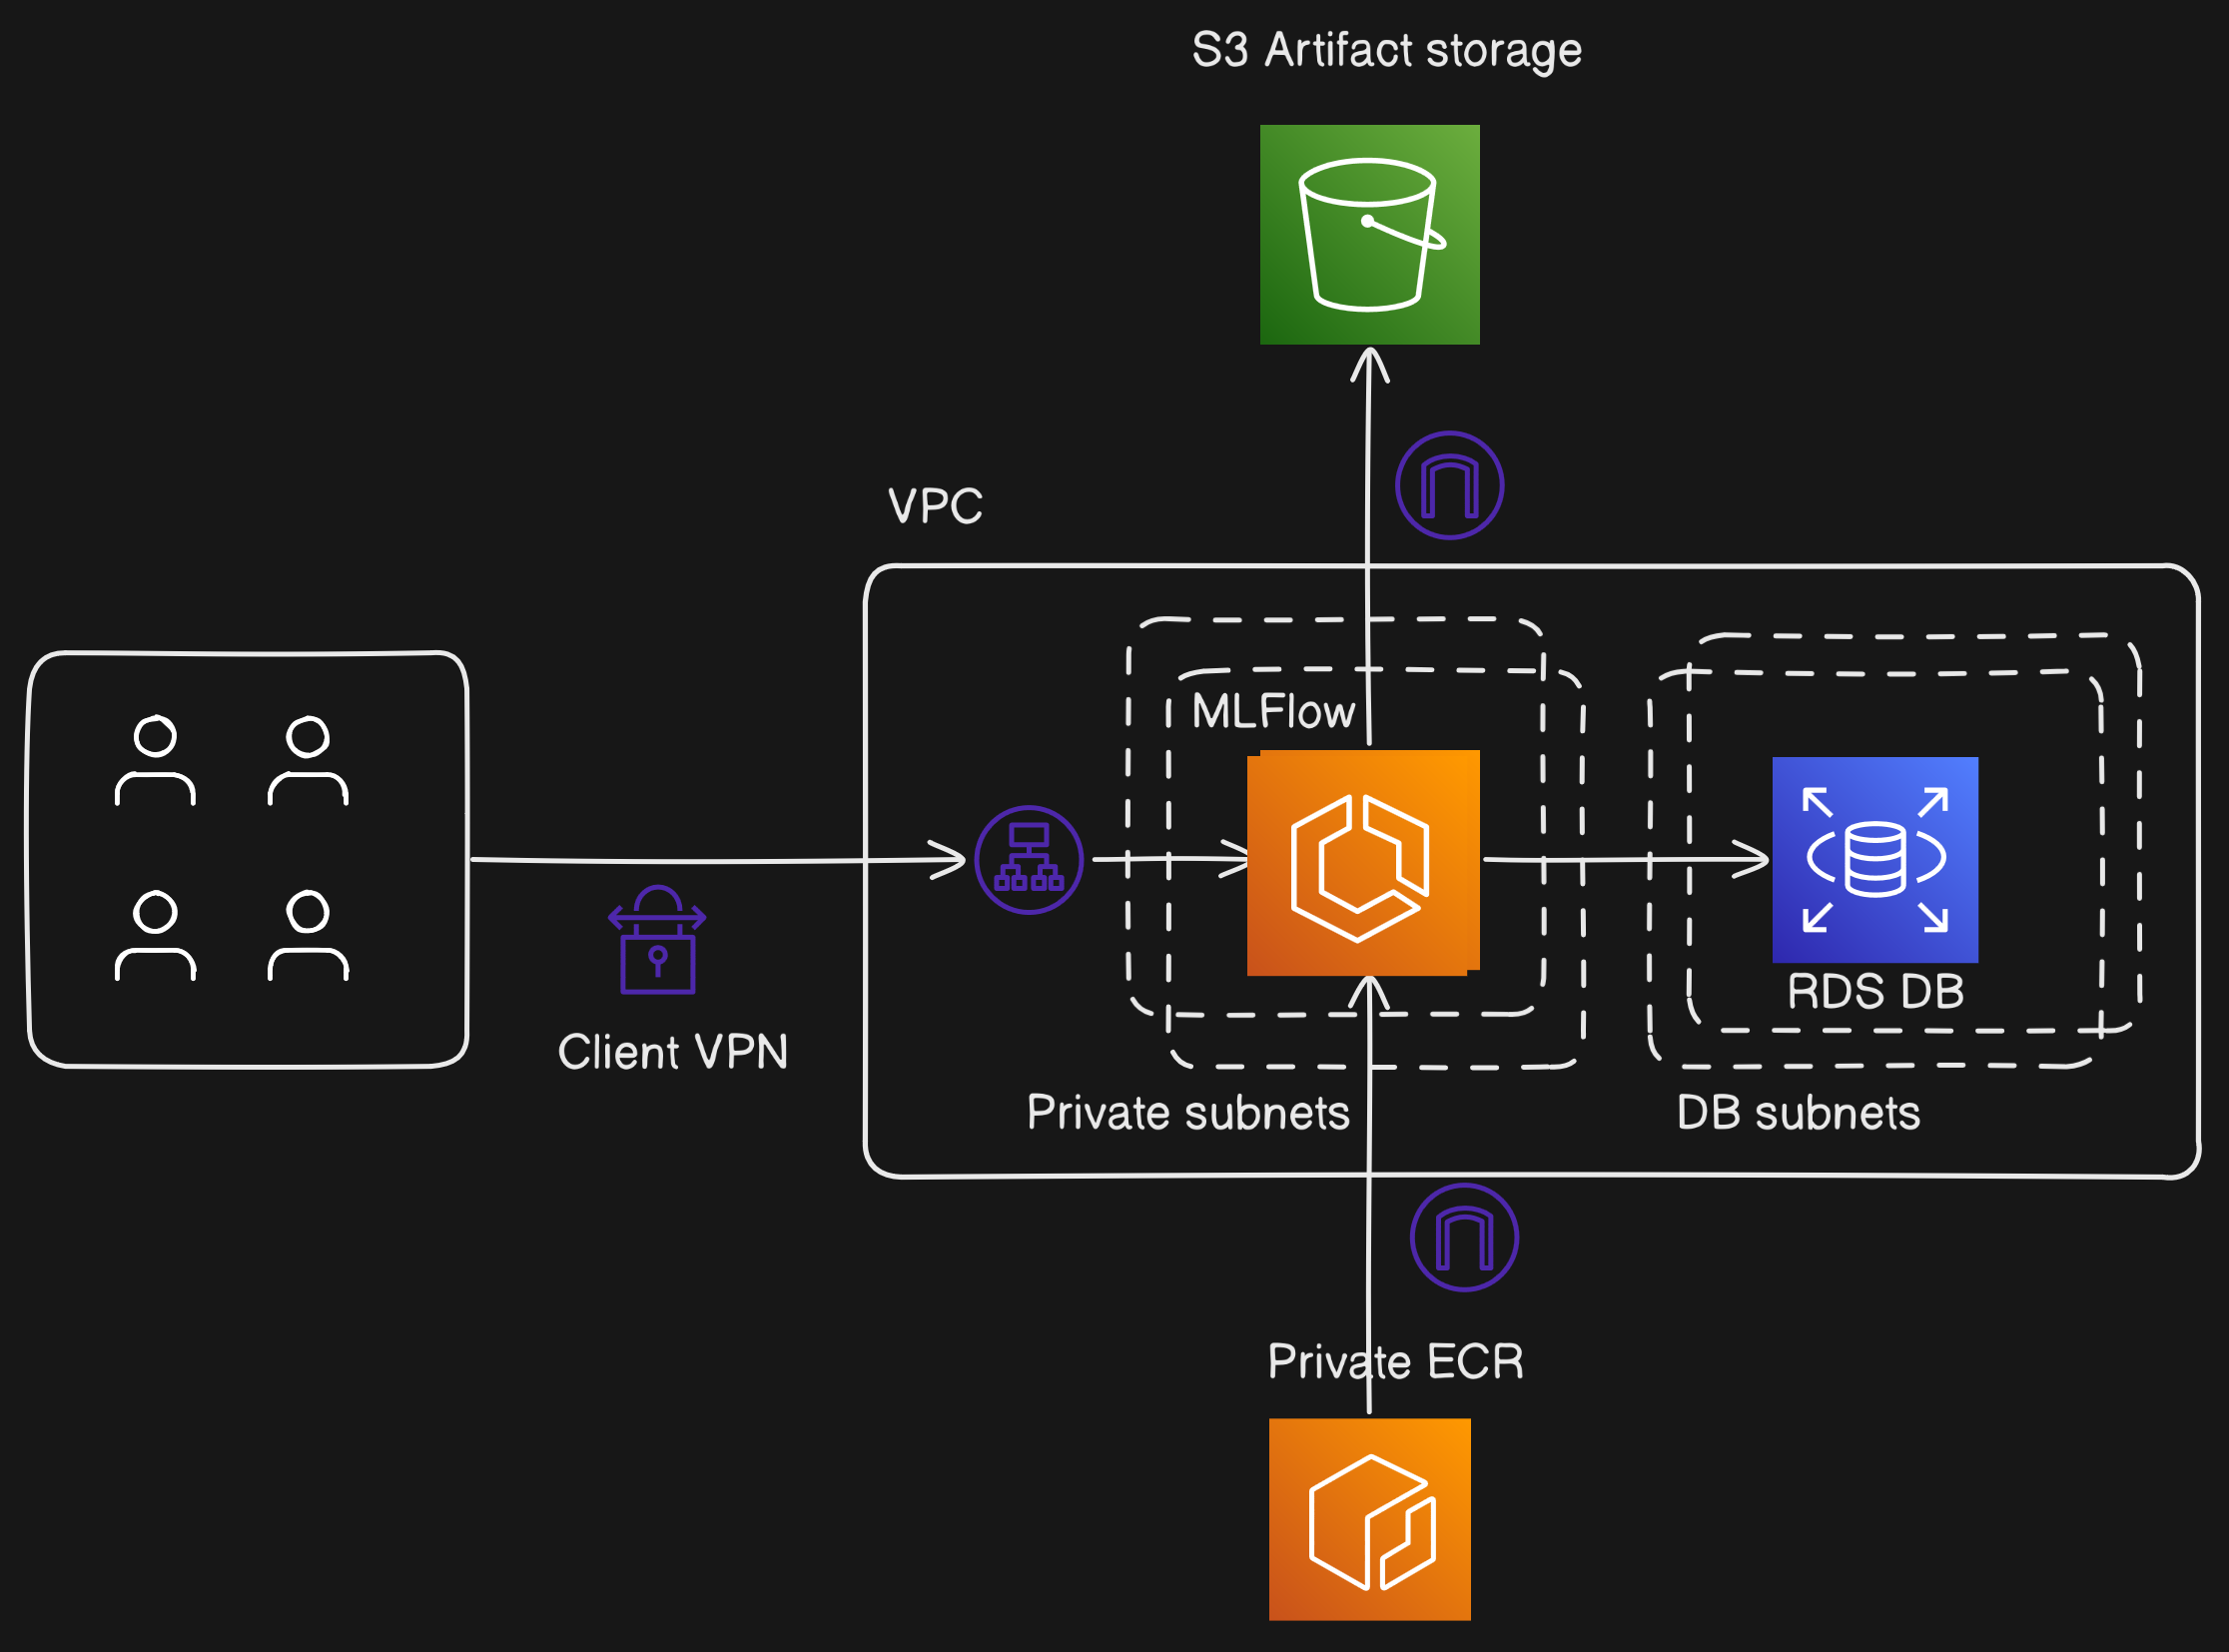 S3 Artifact storage
VPC
MLFlow
RDS DB
Client VPN
Private subnets
DB subnets
Private ECR